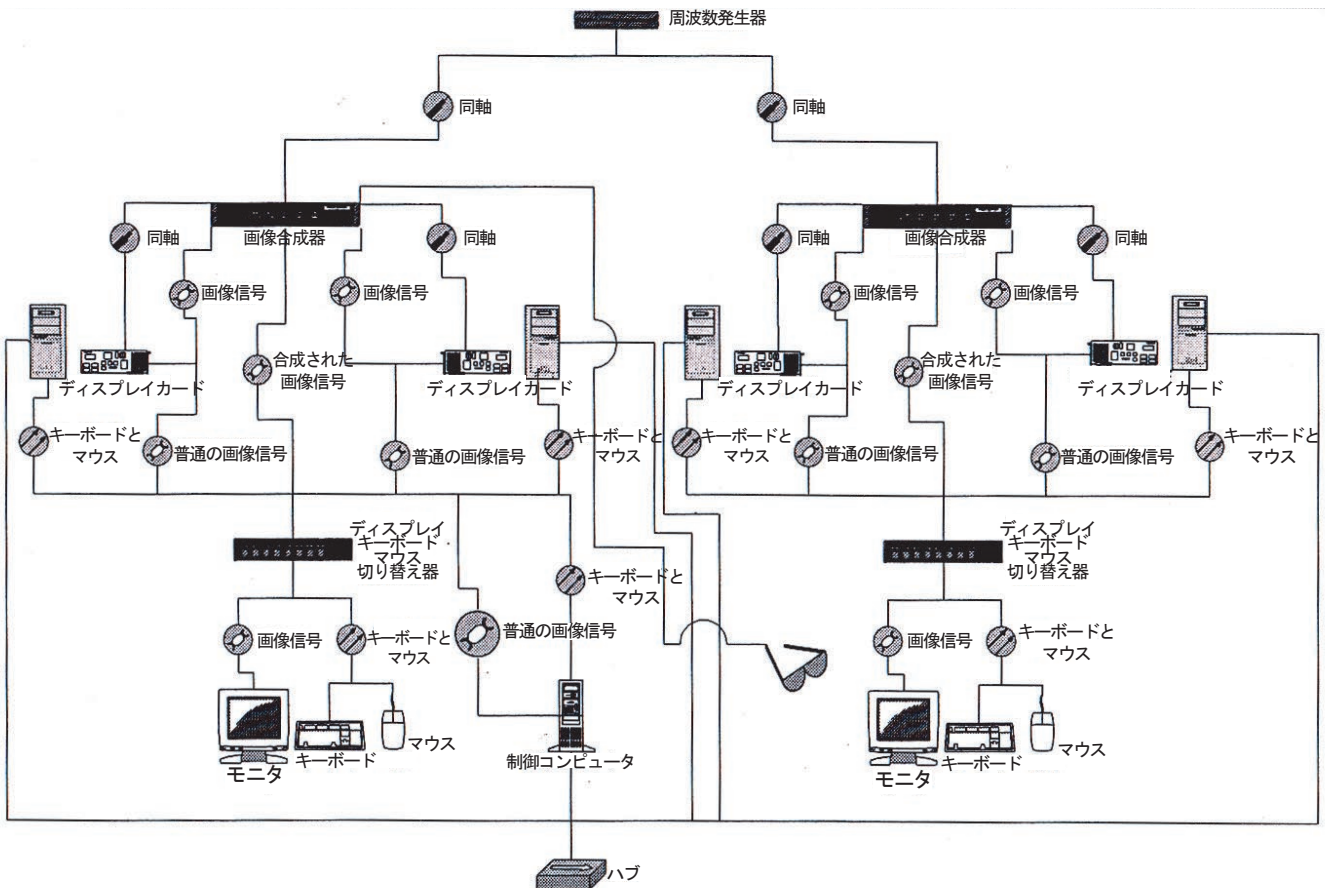 周波数発生器
同軸
同軸
画像合成器
同軸
同軸
画像信号
画像信号
ディスプレイカード
合成された
画像信号
ディスプレイカード
キーボードと
マウス
普通の画像信号
普通の画像信号
キーボードと
マウス
ディスプレイ
キーボード
マウス
切り替え器
キーボードと
マウス
普通の画像信号
画像信号
キーボードと
マウス
モニタ
キーボード
マウス
制御コンピュータ
ハブ
画像合成器
同軸
同軸
画像信号
画像信号
ディスプレイカード
合成された
画像信号
ディスプレイカード
キーボードと
マウス
普通の画像信号
普通の画像信号
キーボードと
マウス
ディスプレイ
キーボード
マウス
切り替え器
画像信号
キーボードと
マウス
モニタ
キーボード
マウス